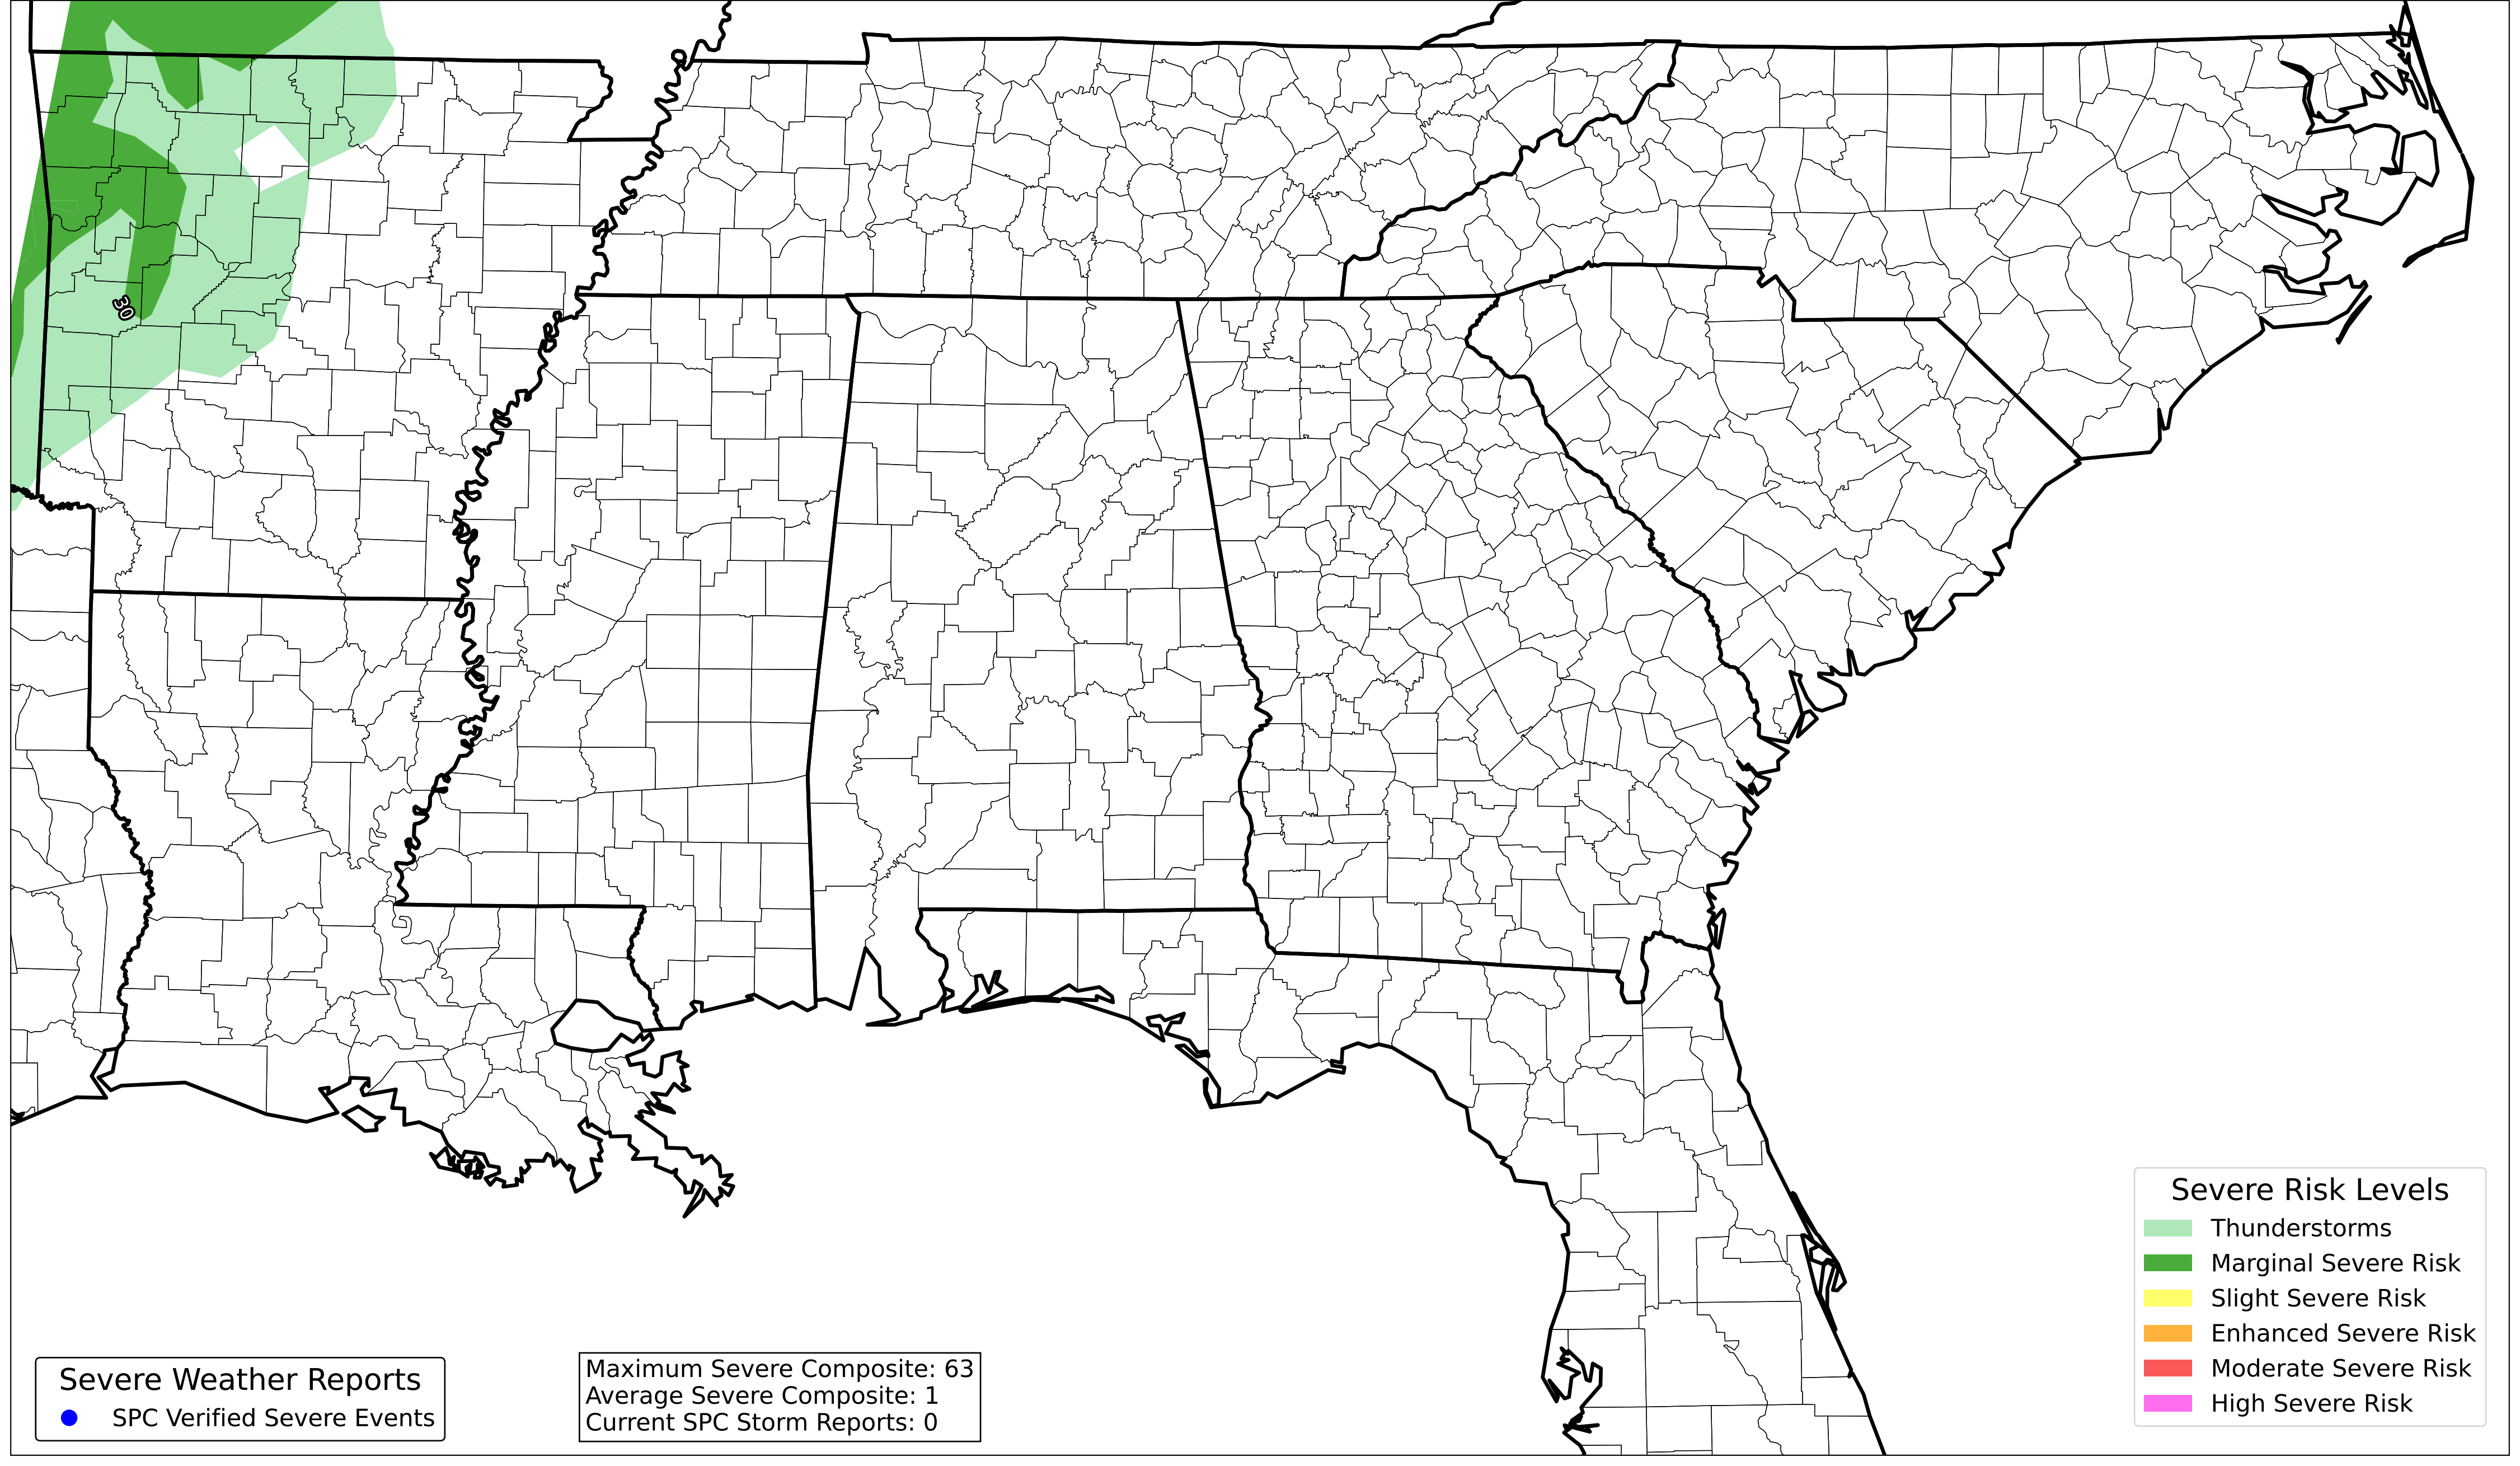 30
Severe Risk Levels
Thunderstorms
Marginal Severe Risk
Slight Severe Risk
Enhanced Severe Risk
Moderate Severe Risk
High Severe Risk
Severe Weather Reports
SPC Verified Severe Events
Maximum Severe Composite: 63
Average Severe Composite: 1
Current SPC Storm Reports: 0